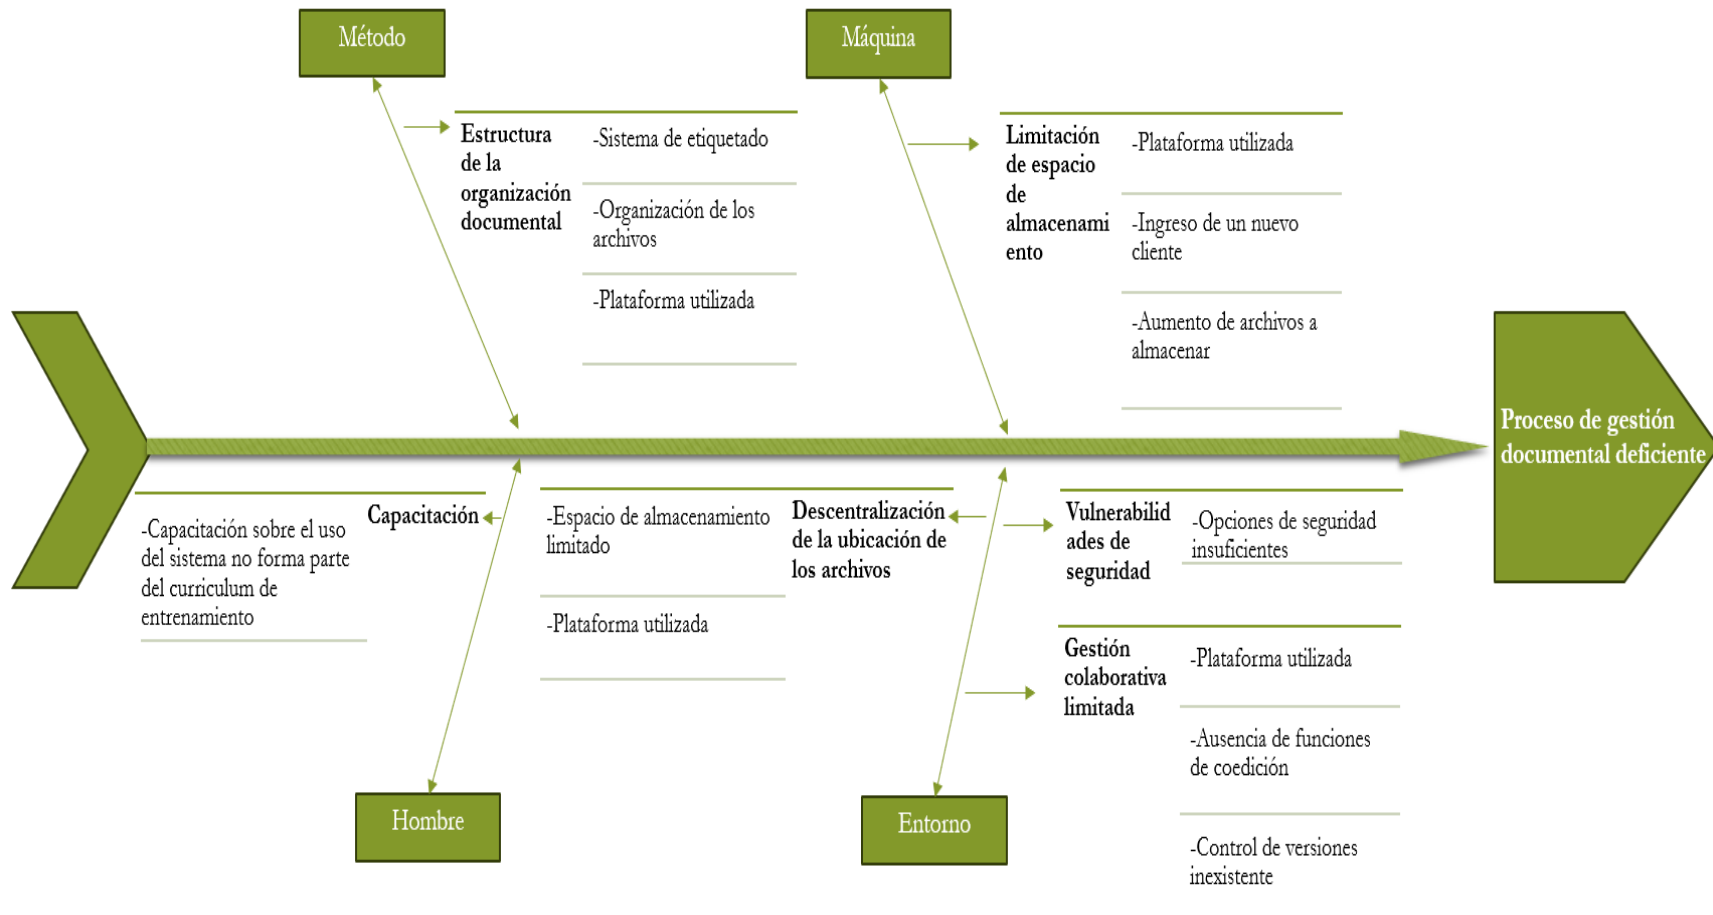 Método
Máquina
Estructura
de la
organización
documental
-Sistema de etiquetado
-Organización de los
archivos
-Plataforma utilizada
Limitación
de espacio
de
almacenami
ento
-Plataforma utilizada
-Ingreso de un nuevo
cliente
-Aumento de archivos a
almacenar
Proceso de gestión
documental deficiente
-Capacitación sobre el uso
del sistema no forma parte
del curriculum de
entrenamiento
Capacitación
-Espacio de almacenamiento
limitado
-Plataforma utilizada
Descentralización
de la ubicación de
los archivos
Vulnerabilid
ades de
seguridad
-Opciones de seguridad
insuficientes
Gestión
colaborativa
limitada
-Plataforma utilizada
-Ausencia de funciones
de coedición
-Control de versiones
inexistente
Hombre
Entorno